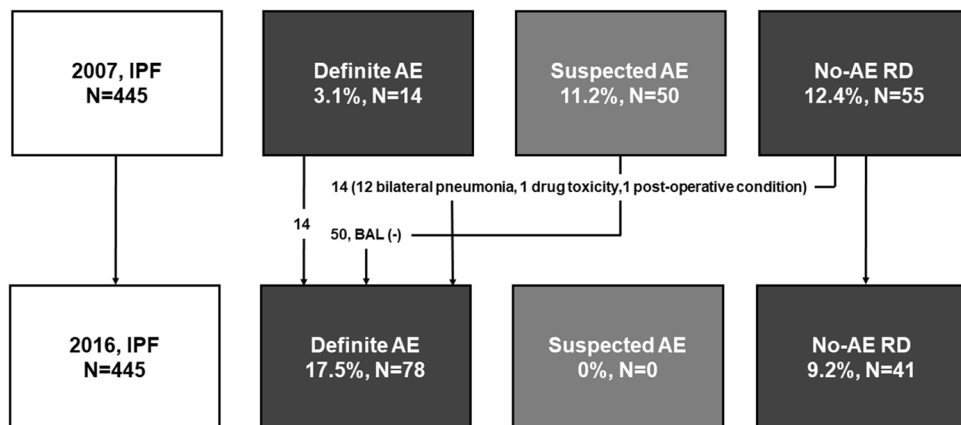 2007, IPF
N=445
Definite AE
3.1%, N=14
Suspected AE
11.2%, N=50
No-AE RD
12.4%, N=55
14 (12 bilateral pneumonia, 1 drug toxicity,1 post-operative condition)
14
50, BAL (-)
2016, IPF
N=445
Definite AE
17.5%, N=78
Suspected AE
0%, N=0
No-AE RD
9.2%, N=41